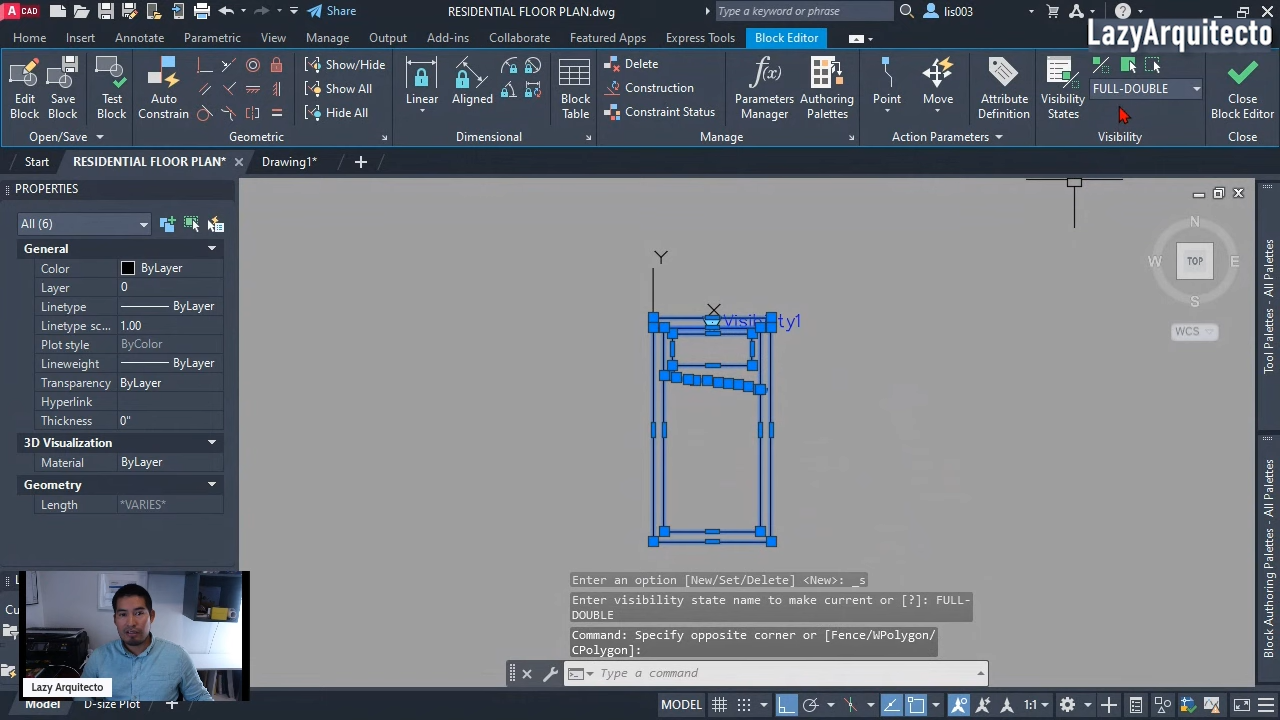 CAD
Share
RESIDENTIAL FLOOR PLAN.dwg
Type a keyword or phrase
lis003
LazyArquitecto
Home Insert Annotate Parametric View Manage Output Add-ins Collaborate Featured Apps Express Tools Block Editor
Edit Block
Save Block
Test Block
Open/Save
Auto Constrain
Show/Hide
Show All
Hide All
Geometric
Linear
Aligned
Dimensional
Block Table
Delete
Construction
Constraint Status
Parameters Manager
Authoring Palettes
Manage
Point
Move
Attribute Definition
Action Parameters
Visibility States
FULL-DOUBLE
Visibility
Close Block Editor
Close
Start
RESIDENTIAL FLOOR PLAN*
Drawing1*
PROPERTIES
All (6)
General
Color ByLayer
Layer 0
Linetype ByLayer
Linetype sc... 1.00
Plot style ByColor
Lineweight ByLayer
Transparency ByLayer
Hyperlink
Thickness 0"
3D Visualization
Material ByLayer
Geometry
Length *VARIES*
Cu
Lazy Arquitecto
Y
X
Visibility1
N
W TOP E
S
WCS
Tool Palettes - All Palettes
Block Authoring Palettes - All Palettes
Enter an option [New/Set/Delete] <New>: _s
Enter visibility state name to make current or [?]: FULL-
DOUBLE
Command: Specify opposite corner or [Fence/WPolygon/
CPolygon]:
Type a command
Model D-size Plot
MODEL
1:1